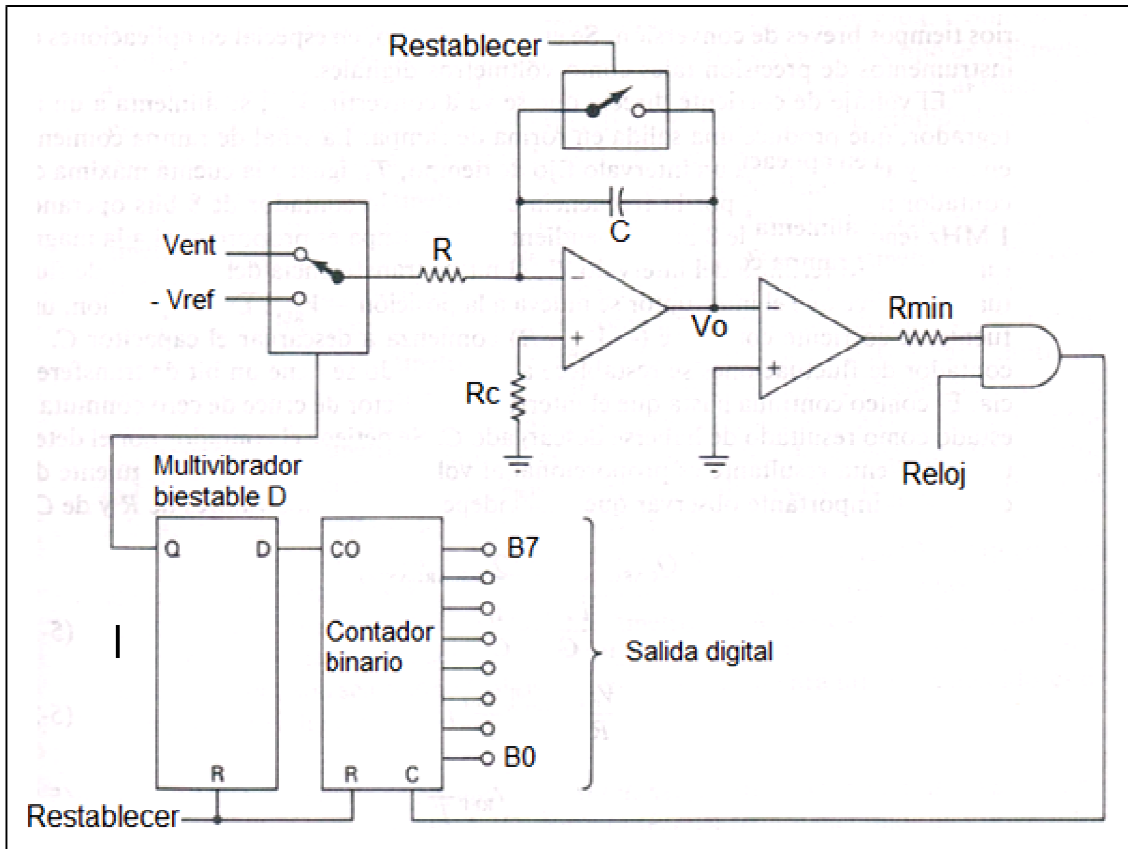 Restablecer
C
Vent
- Vref
R
Vo
Rmin
Rc
Reloj
Multivibrador
biestable D
Q
D
CO
B7
Contador
binario
Salida digital
B0
R
R
C
Restablecer